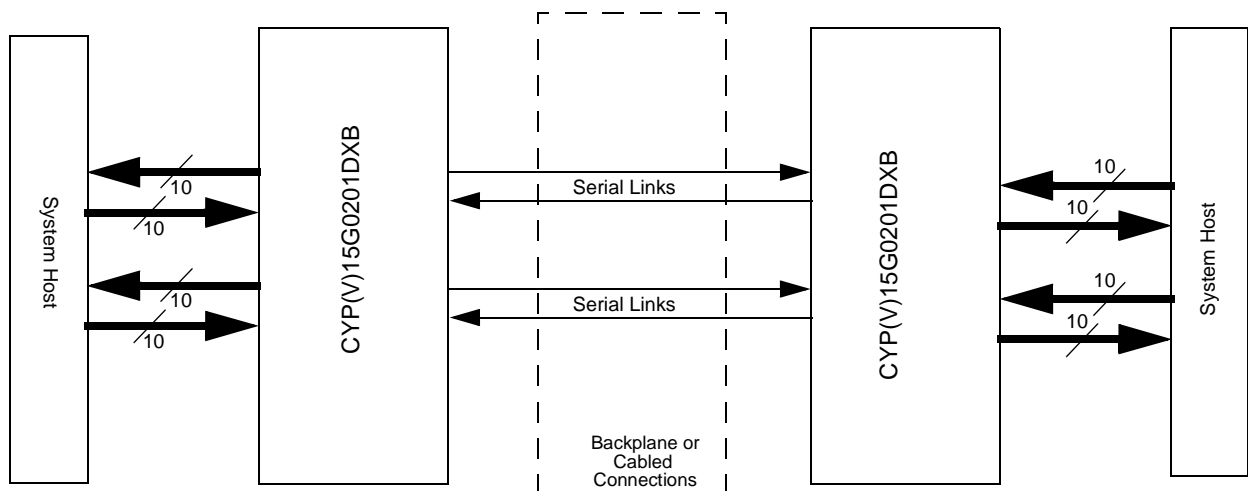 System Host
10
10
10
10
CYP(V)15G0201DXB
Serial Links
Serial Links
Backplane or
Cabled
Connections
CYP(V)15G0201DXB
10
10
10
10
System Host